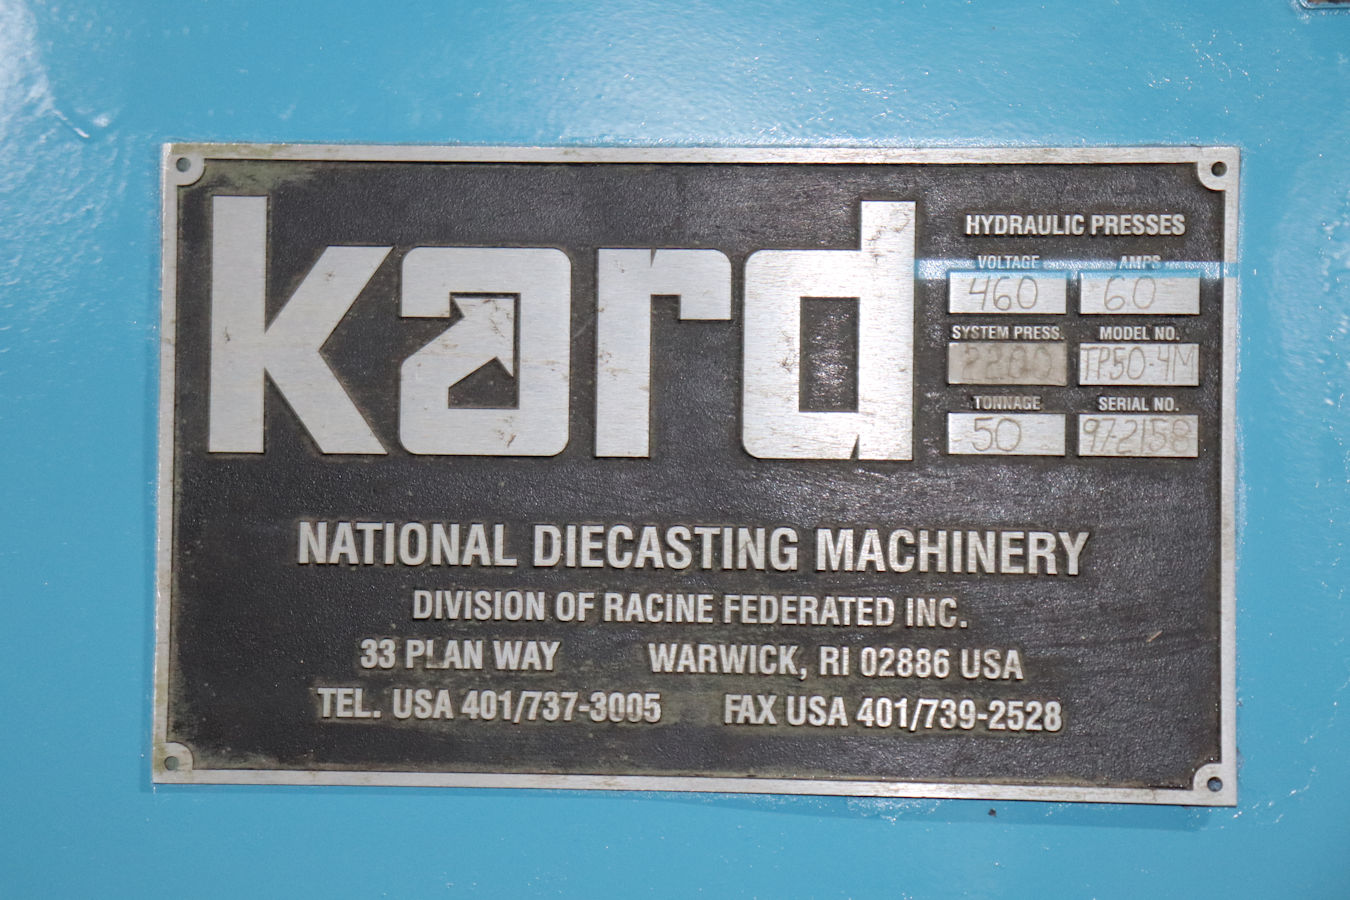 kard
HYDRAULIC PRESSES
VOLTAGE AMPS
460 60
SYSTEM PRESS. MODEL NO.
2200 TP50-4M
TONNAGE SERIAL NO.
50 97-2158
NATIONAL DIECASTING MACHINERY
DIVISION OF RACINE FEDERATED INC.
33 PLAN WAY WARWICK, RI 02886 USA
TEL. USA 401/737-3005 FAX USA 401/739-2528